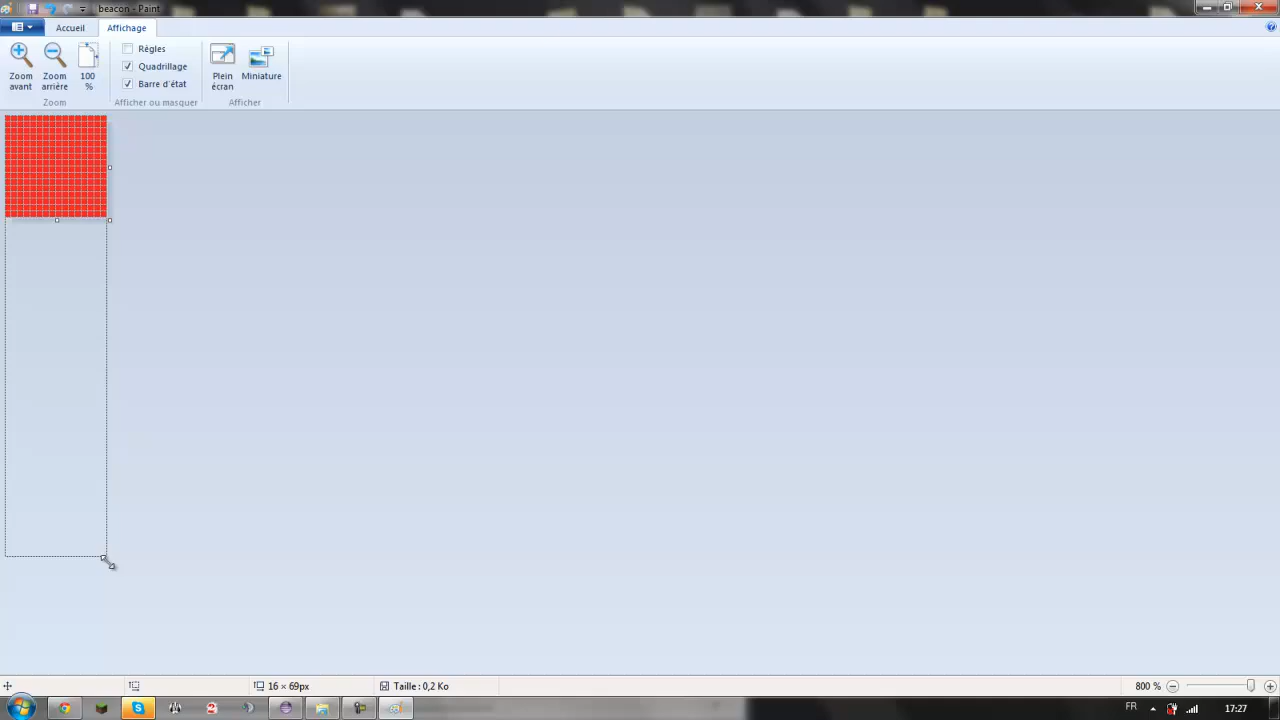 beacon - Paint
Accueil
Affichage
Zoom avant
Zoom arrière
100 %
Règles
Quadrillage
Barre d'état
Plein écran
Miniature
Zoom
Afficher ou masquer
Afficher
16 × 69px
Taille : 0,2 Ko
800 %
FR
17:27